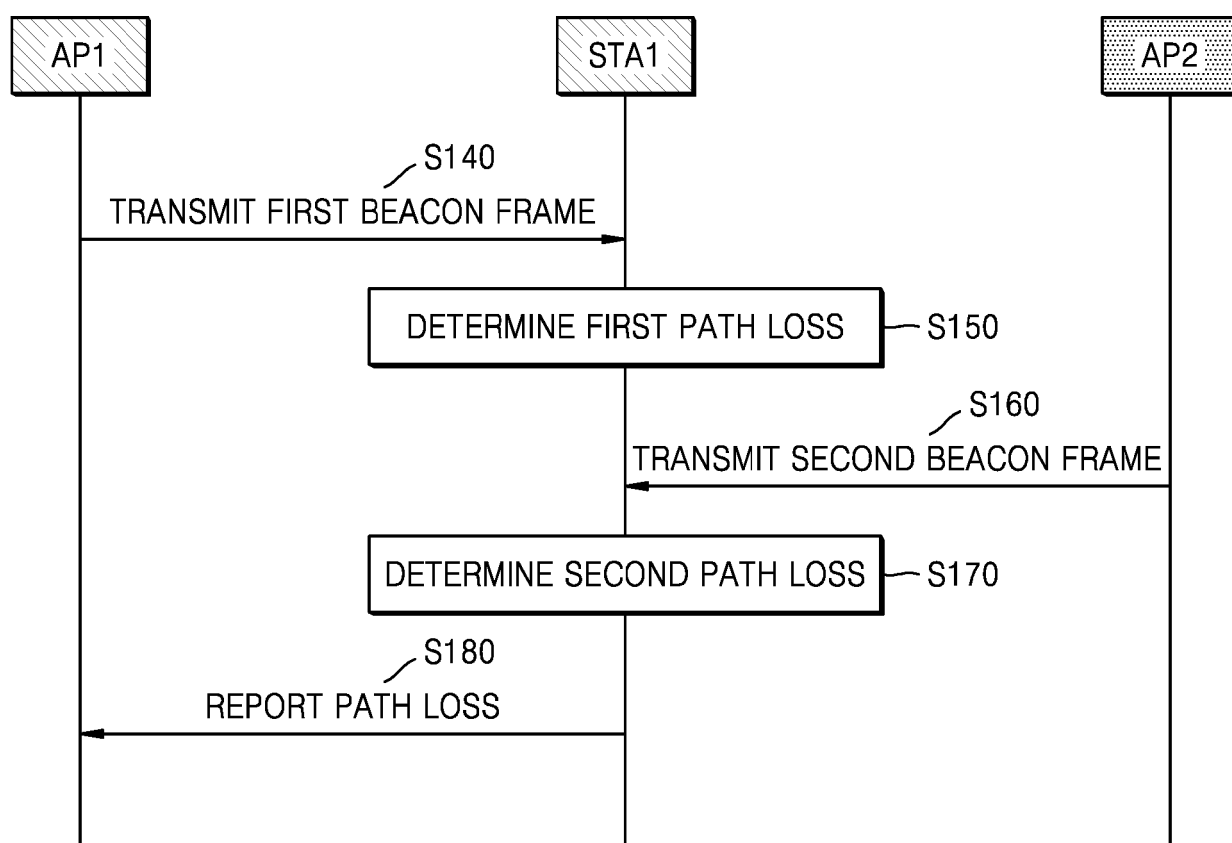 AP1
STA1
AP2
S140
TRANSMIT FIRST BEACON FRAME
DETERMINE FIRST PATH LOSS
S150
S160
TRANSMIT SECOND BEACON FRAME
DETERMINE SECOND PATH LOSS
S170
S180
REPORT PATH LOSS